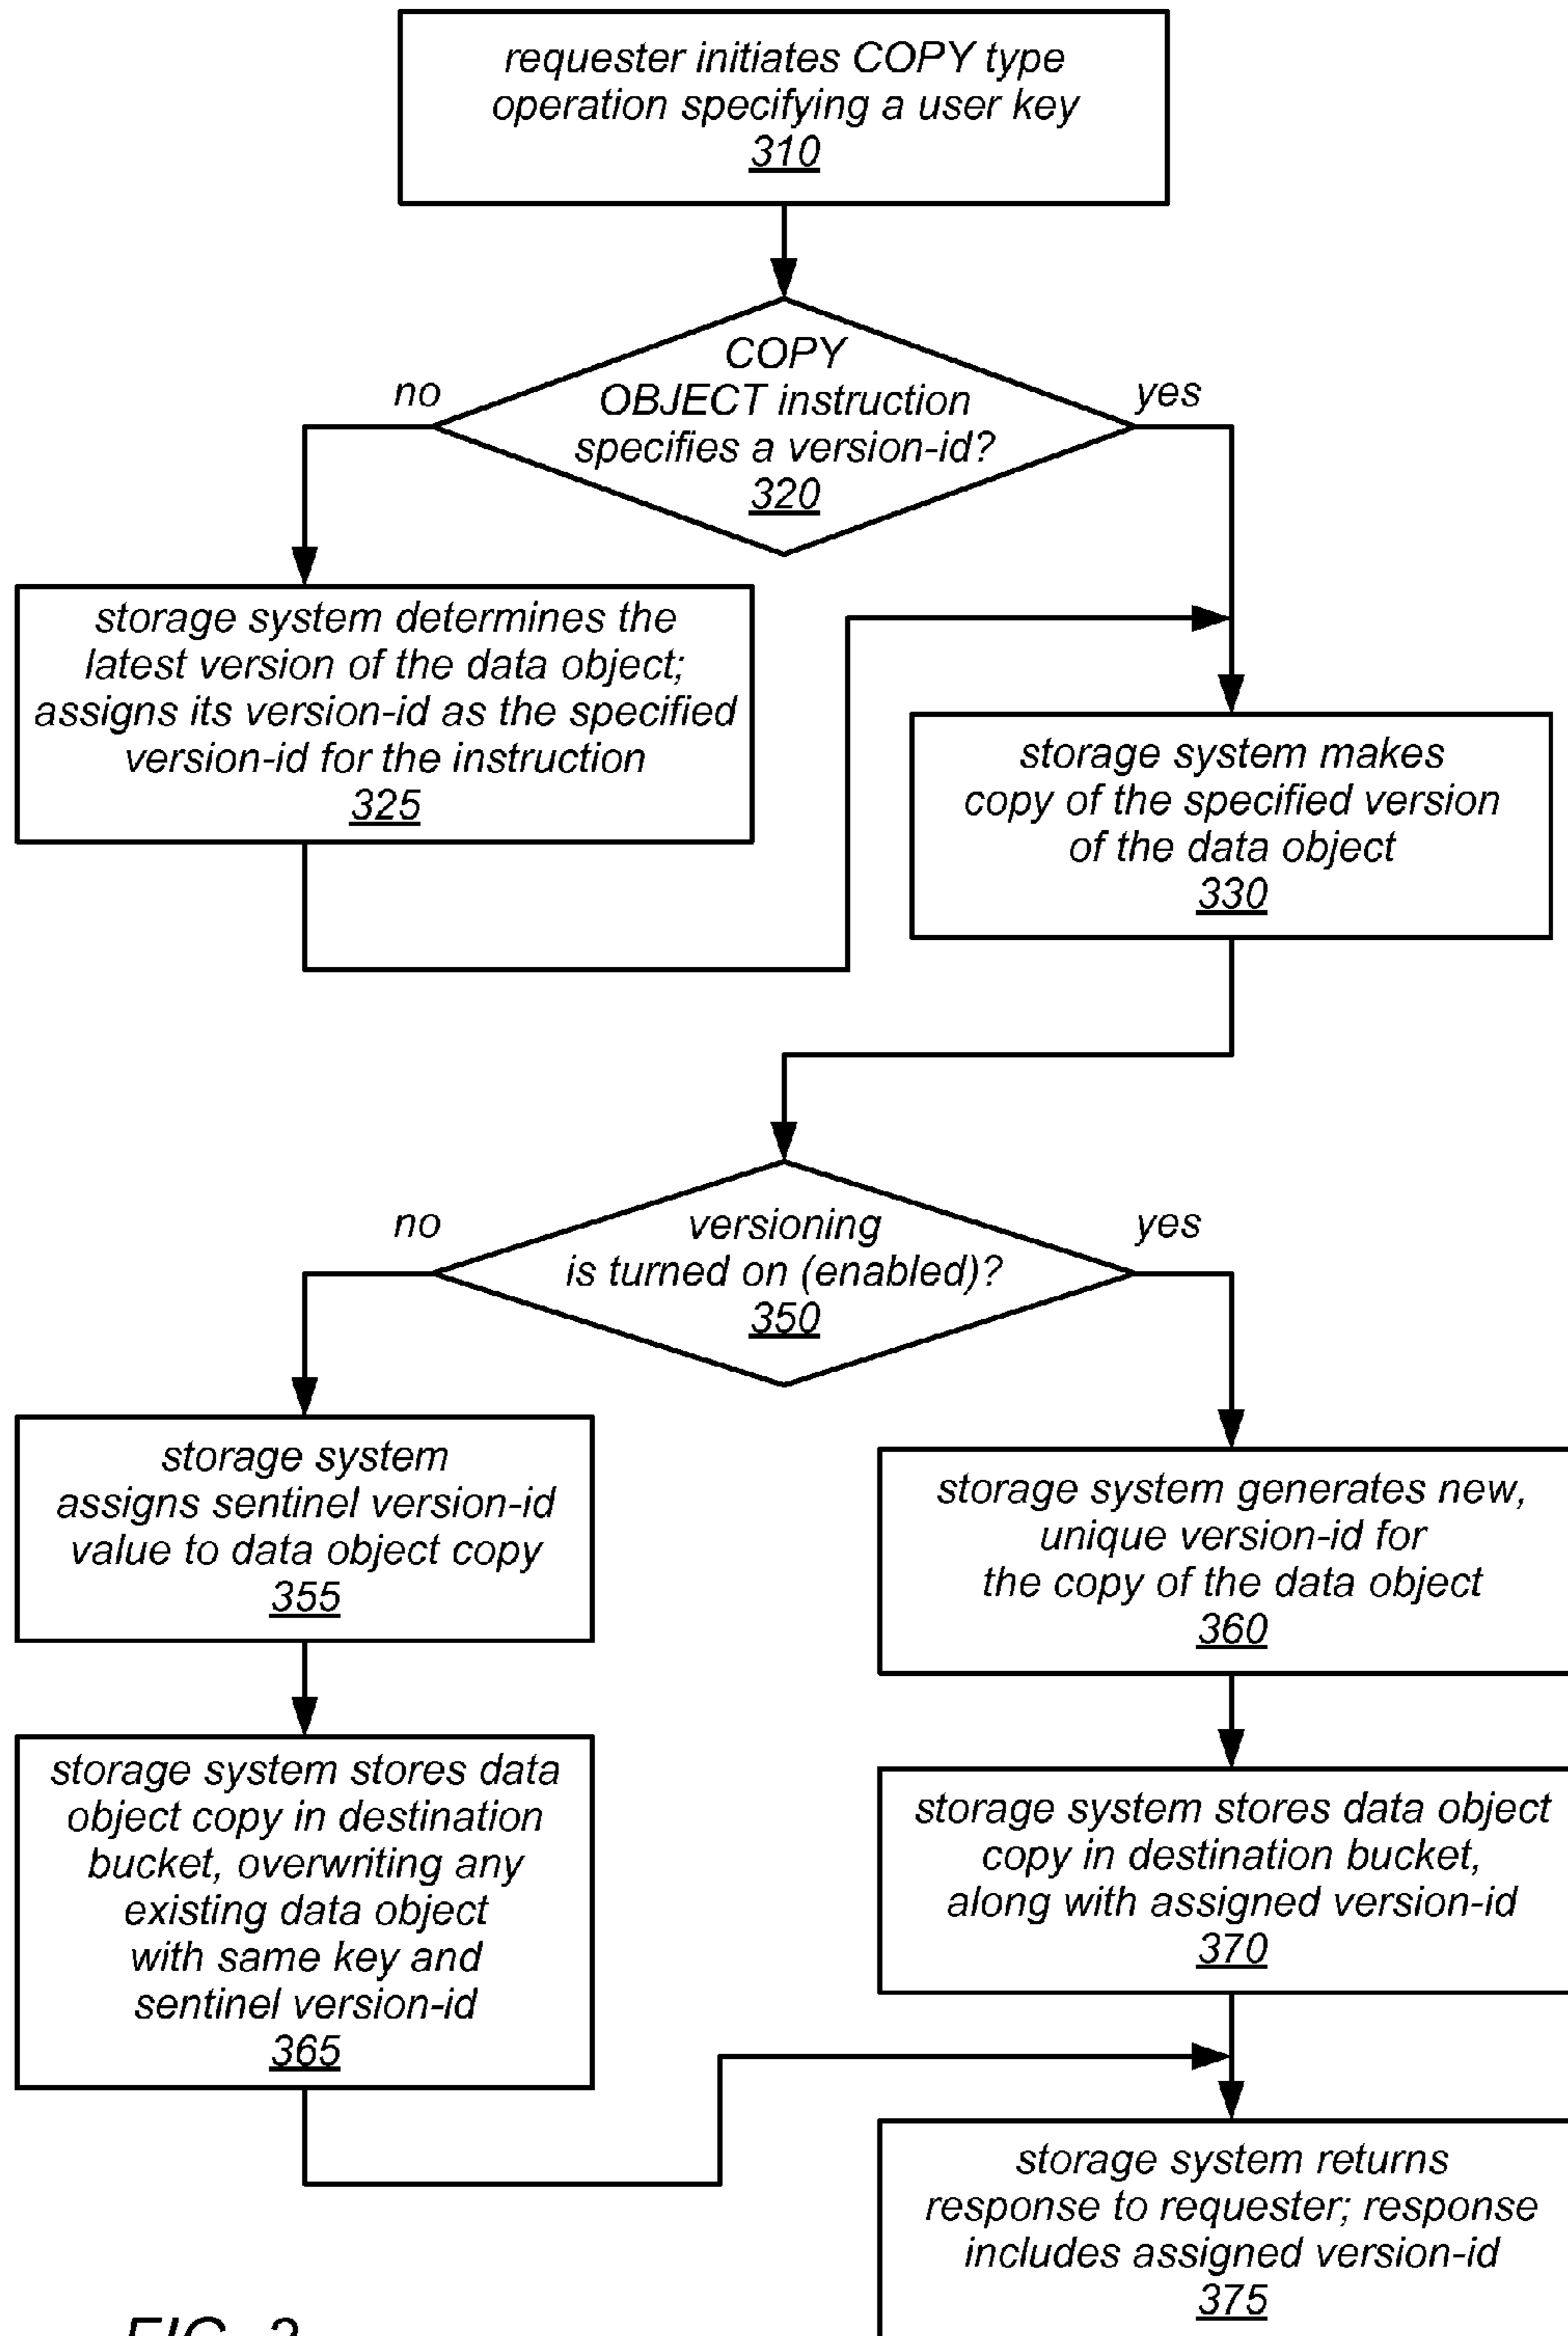 requester initiates COPY type
operation specifying a user key
310
COPY
OBJECT instruction
specifies a version-id?
320
no
yes
storage system determines the
latest version of the data object;
assigns its version-id as the specified
version-id for the instruction
325
storage system makes
copy of the specified version
of the data object
330
versioning
is turned on (enabled)?
350
no
yes
storage system
assigns sentinel version-id
value to data object copy
355
storage system generates new,
unique version-id for
the copy of the data object
360
storage system stores data
object copy in destination
bucket, overwriting any
existing data object
with same key and
sentinel version-id
365
storage system stores data object
copy in destination bucket,
along with assigned version-id
370
storage system returns
response to requester; response
includes assigned version-id
375
FIG.